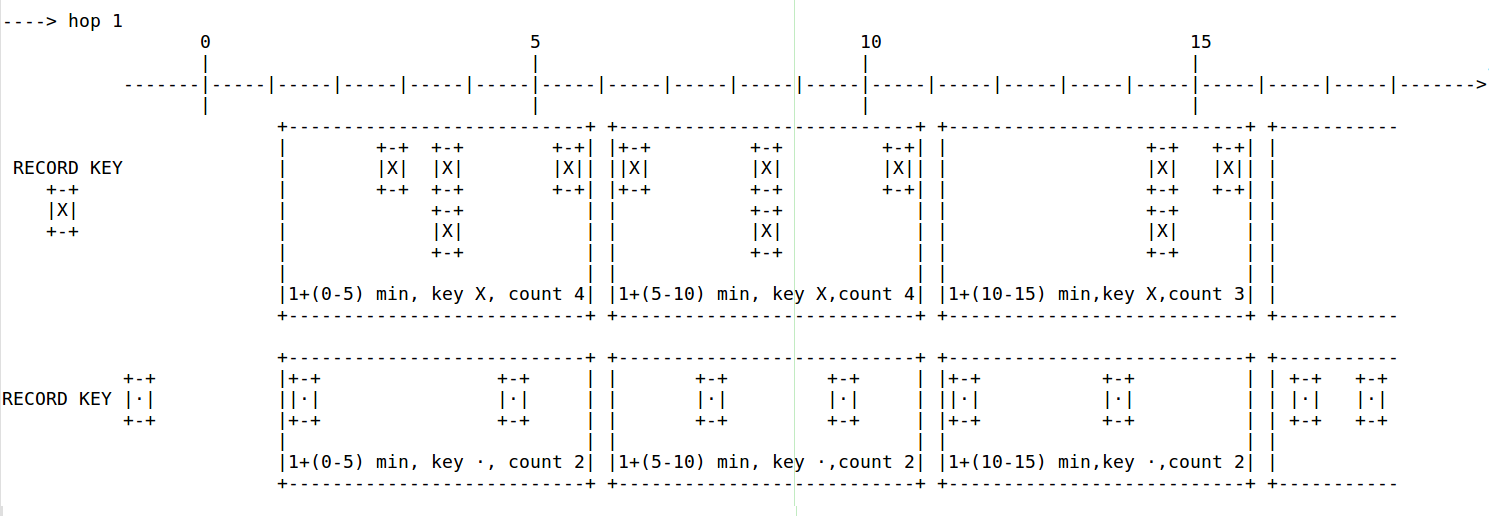 ----> hop 1
                  0                             5                             10                            15
                  |                             |                             |                             |
           -------|-----|-----|-----|-----|-----|-----|-----|-----|-----|-----|-----|-----|-----|-----|-----|-----|-----|-----|------->
                  |                             |                             |                             |
                         +---------------------------+ +---------------------------+ +---------------------------+ +-----------
                         |        +-+  +-+        +-+| |+-+         +-+         +-+| |                  +-+   +-+| |
 RECORD KEY              |        |X|  |X|        |X|| ||X|         |X|         |X|| |                  |X|   |X|| |
    +-+                  |        +-+  +-+        +-+| |+-+         +-+         +-+| |                  +-+   +-+| |
    |X|                  |             +-+           | |            +-+            | |                  +-+      | |
    +-+                  |             |X|           | |            |X|            | |                  |X|      | |
                         |             +-+           | |            +-+            | |                  +-+      | |
                         |                           | |                           | |                           | |
                         |1+(0-5) min, key X, count 4| |1+(5-10) min, key X,count 4| |1+(10-15) min,key X,count 3| |
                         +---------------------------+ +---------------------------+ +---------------------------+ +-----------
                         +---------------------------+ +---------------------------+ +---------------------------+ +-----------
           +-+           |+-+                +-+     | |       +-+         +-+     | |+-+           +-+          | | +-+   +-+
RECORD KEY |·|           ||·|                |·|     | |       |·|         |·|     | ||·|           |·|          | | |·|   |·|
           +-+           |+-+                +-+     | |       +-+         +-+     | |+-+           +-+          | | +-+   +-+
                         |                           | |                           | |                           | |
                         |1+(0-5) min, key ·, count 2| |1+(5-10) min, key ·,count 2| |1+(10-15) min,key ·,count 2| |
                         +---------------------------+ +---------------------------+ +---------------------------+ +-----------